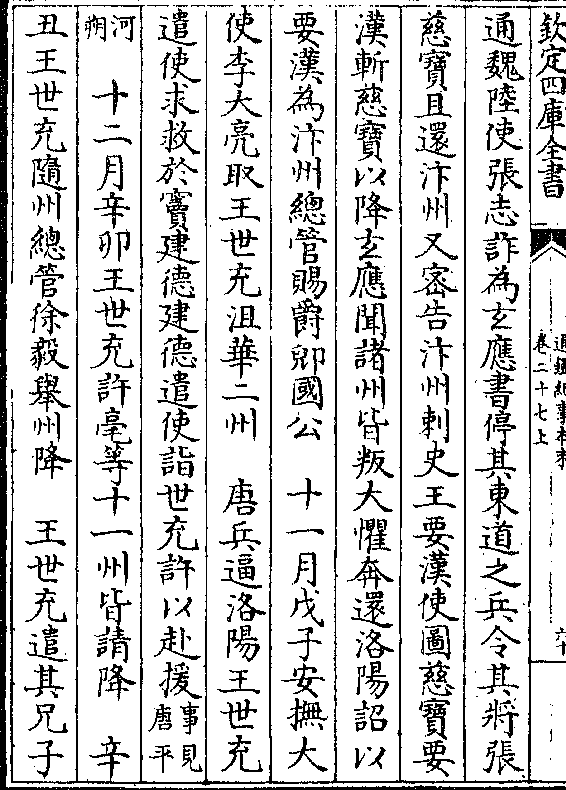 欽定四庫全書
通鑑紀事本末
卷二十七上
六十
通魏陸使張志詐為玄應書停其東道之兵令其將張
慈寶且還汴州又密告汴州刺史王要漢使圖慈寶要
漢斬慈寶以降玄應聞諸州皆叛大懼奔還洛陽詔以
要漢為汴州總管賜爵郳國公　十一月戊子安撫大
使李大亮取王世充沮華二州　唐兵逼洛陽王世充
遣使求救於竇建德建德遣使詣世充許以赴援事見唐平
河朔　十二月辛卯王世充許亳等十一州皆請降　辛
丑王世充隨州總管徐毅舉州降　王世充遣其兄子